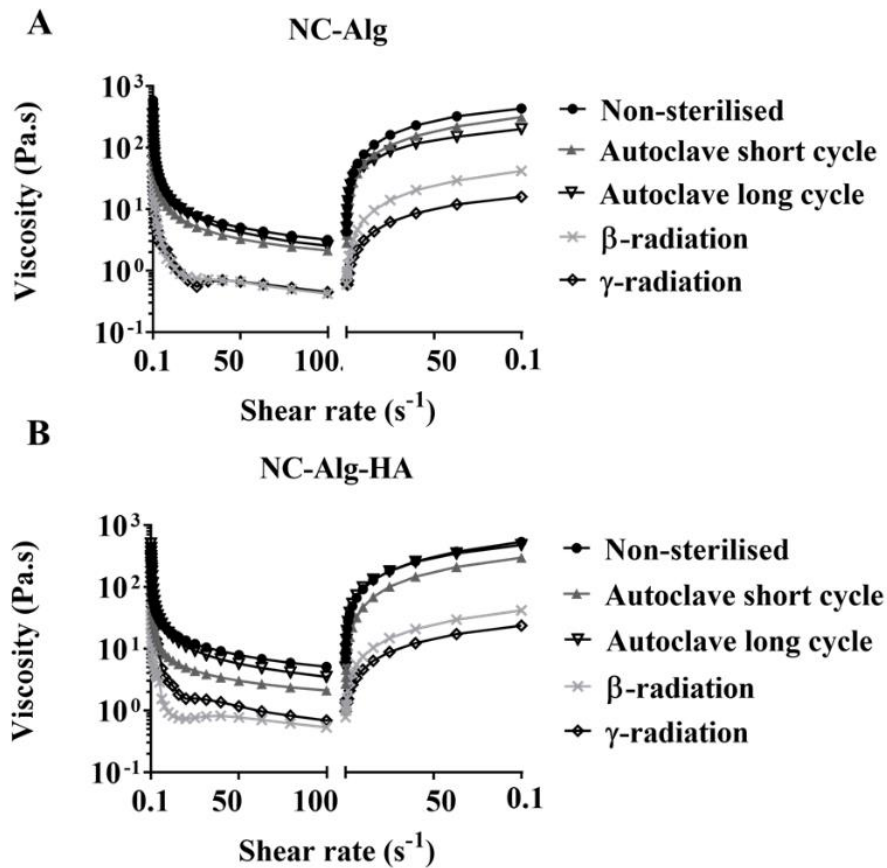 A
NC-Alg
Viscosity (Pa.s)
10³
10²
10¹
10⁰
10⁻¹
0.1 50 100 50 0.1
Shear rate (s⁻¹)
Non-sterilised
Autoclave short cycle
Autoclave long cycle
β-radiation
γ-radiation
B
NC-Alg-HA
Viscosity (Pa.s)
10³
10²
10¹
10⁰
10⁻¹
0.1 50 100 50 0.1
Shear rate (s⁻¹)
Non-sterilised
Autoclave short cycle
Autoclave long cycle
β-radiation
γ-radiation